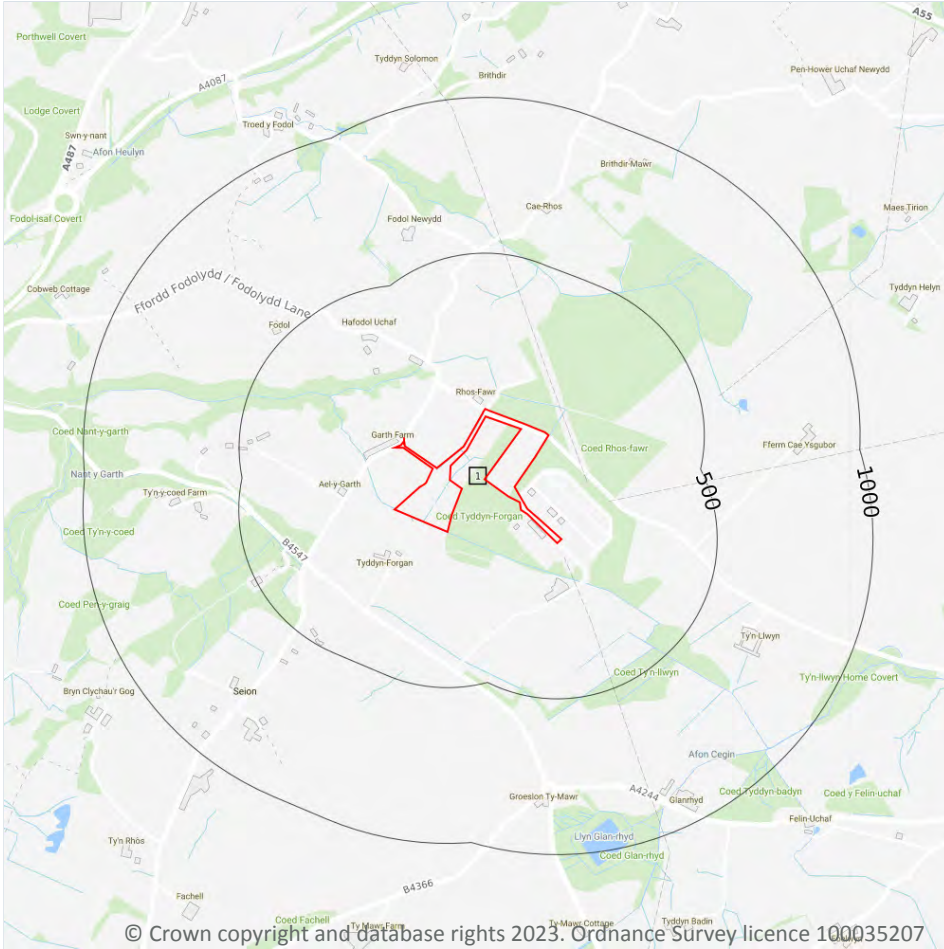 A55
Porthwell Covert
Tyddyn Solomon
Brithdir
Pen-Hower Uchaf Newydd
A4087
Lodge Covert
Troed y Fodol
Swn-y-nant
Afon Heulyn
A487
Brithdir-Mawr
Fodol-isaf Covert
Fodol Newydd
Cae-Rhos
Maes-Tirion
Cobweb Cottage
Ffordd Fodolydd / Fodolydd Lane
Tyddyn Helyn
Fodol
Hafodol Uchaf
Rhos-Fawr
Coed Nant-y-garth
Garth Farm
Coed Rhos-fawr
Fferm Cae Ysgubor
Nant y Garth
Ael-y-Garth
1
500
1000
Ty'n-y-coed Farm
Coed Tyddyn-Forgan
Coed Ty'n-y-coed
B4547
Tyddyn-Forgan
Coed Pen-y-graig
Ty'n-Llwyn
Coed Ty'n-llwyn
Ty'n-llwyn Home Covert
Bryn Clychau'r Gog
Seion
Afon Cegin
Groeslon Ty-Mawr
A4244
Glanrhyd
Coed Tyddyn-badyn
Coed y Felin-uchaf
Felin-Uchaf
Ty'n Rhos
Llyn Glan-rhyd
Coed Glan-rhyd
B4366
Fachell
Coed Fachell
Ty Mawr Farm
Ty-Mawr Cottage
Tyddyn Badin
© Crown copyright and database rights 2023. Ordnance Survey licence 100035207